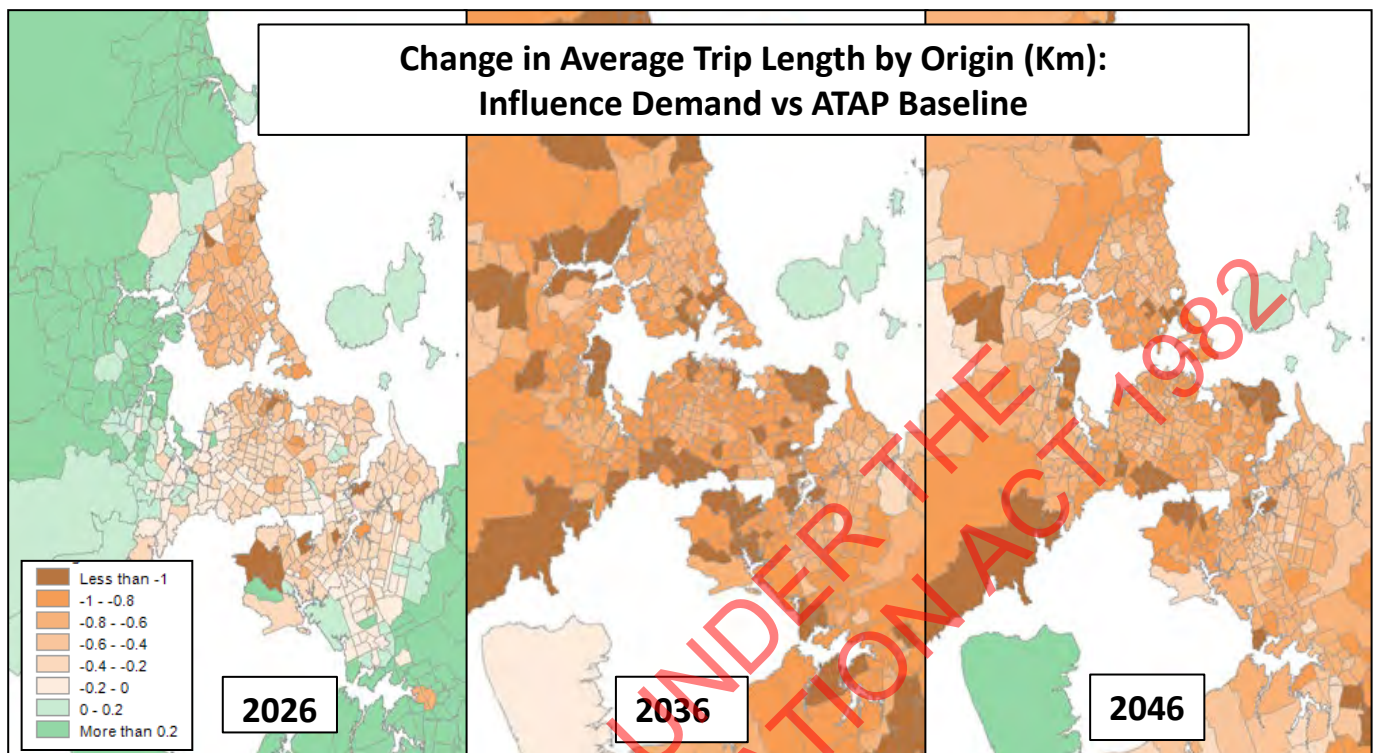 Change in Average Trip Length by Origin (Km):
Influence Demand vs ATAP Baseline
Less than -1
-1 - -0.8
-0.8 - -0.6
-0.6 - -0.4
-0.4 - -0.2
-0.2 - 0
0 - 0.2
More than 0.2
2026
2036
2046
UNDER THE
ATION ACT 1982